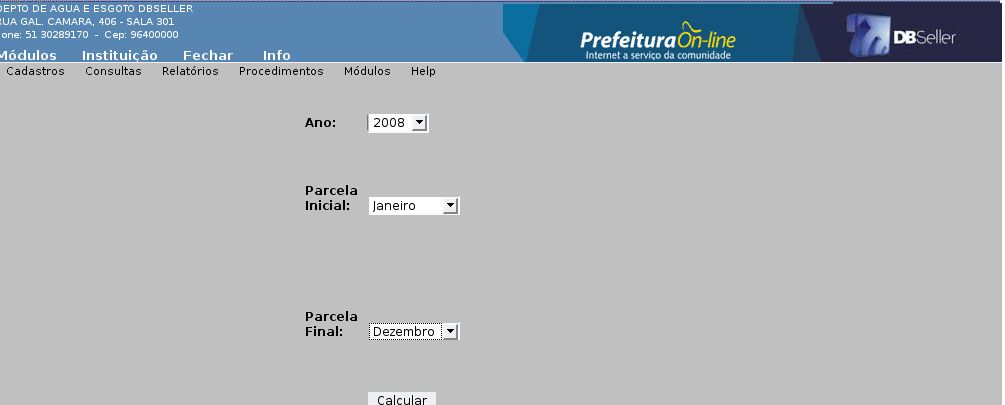 DEPTO DE AGUA E ESGOTO DBSELLER
RUA GAL. CAMARA, 406 - SALA 301
one: 51 30289170 - Cep: 96400000
Módulos Instituição Fechar Info
PrefeituraOn-line
Internet a serviço da comunidade
DBSeller
Cadastros Consultas Relatórios Procedimentos Módulos Help
Ano: 2008
Parcela
Inicial: Janeiro
Parcela
Final: Dezembro
Calcular